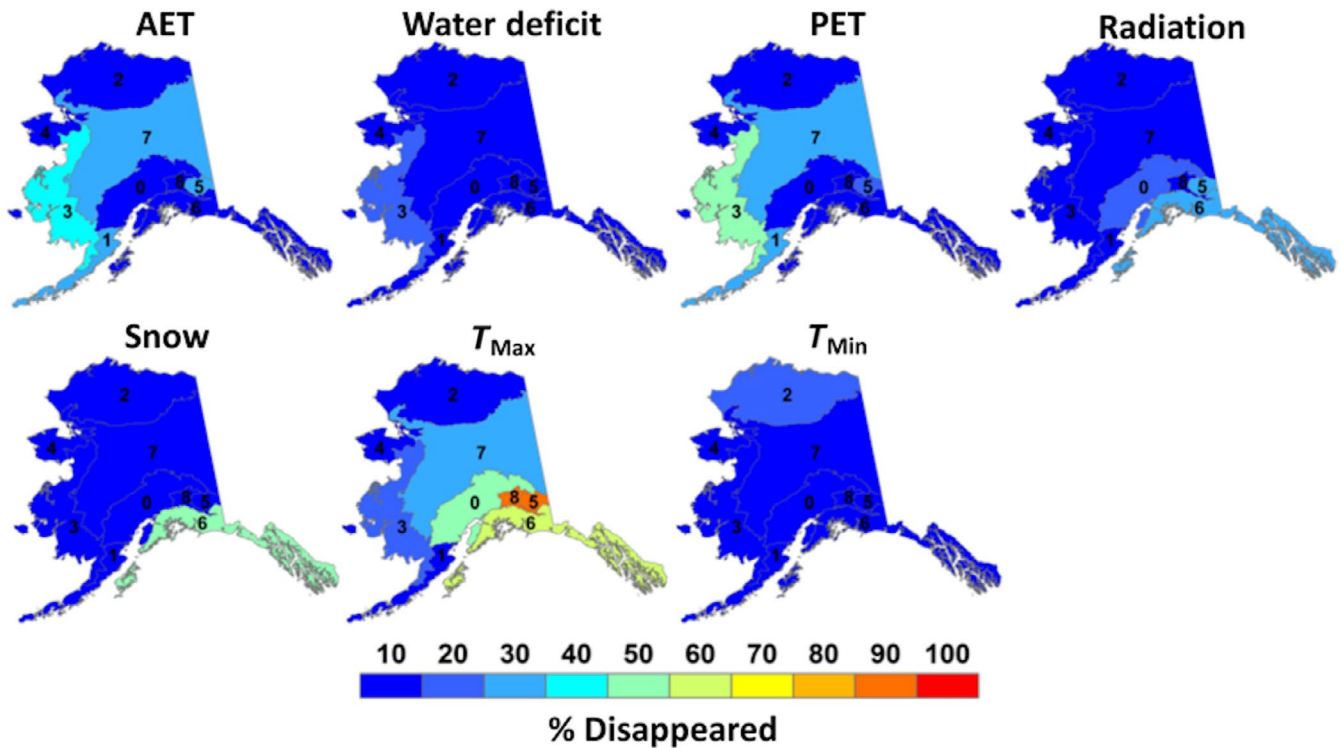 AET Water deficit PET Radiation
2 2 2 2
4 7 4 7 4 7 4 7
0 8 5 0 8 5 0 8 5 0 8 5
3 6 3 6 3 6 3 6
1 1 1 1
Snow TMax TMin
2 2 2
4 7 4 7 4 7
0 8 5 0 8 5 0 8 5
3 6 3 6 3 6
1 1 1
10 20 30 40 50 60 70 80 90 100
% Disappeared